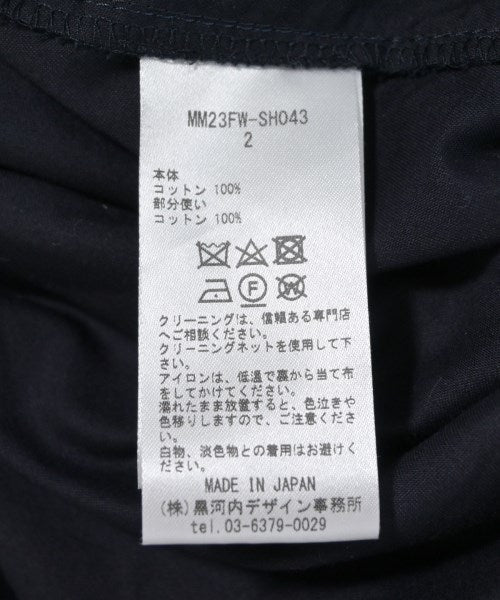 MM23FW-SH043
2
本体
コットン 100%
部分使い
コットン 100%
F
W
クリーニングは、信頼ある専門店
へご相談ください。
クリーニングネットを使用して下
さい。
アイロンは、低温で裏から当て布
をしてかけてください。
濡れたまま放置すると、色泣きや
色移りしますので、ご注意くださ
い。
白物、淡色物との着用はお避けく
ださい。
MADE IN JAPAN
(株)黒河内デザイン事務所
tel.03-6379-0029